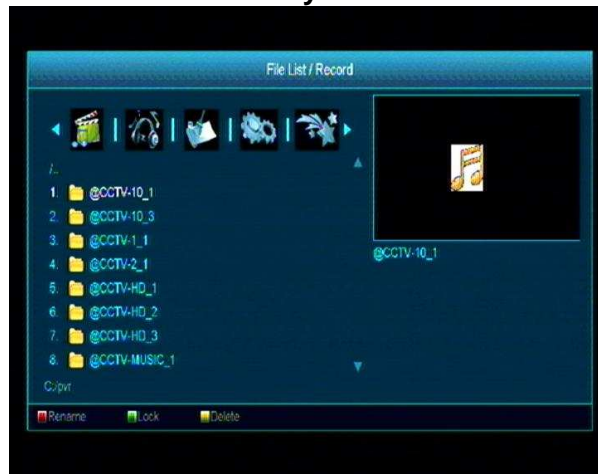 File List / Record
/..
1. @CCTV-10_1
2. @CCTV-10_3
3. @CCTV-1_1
4. @CCTV-2_1
5. @CCTV-HD_1
6. @CCTV-HD_2
7. @CCTV-HD_3
8. @CCTV-MUSIC_1
@CCTV-10_1
C:/pvr
Rename Lock Delete